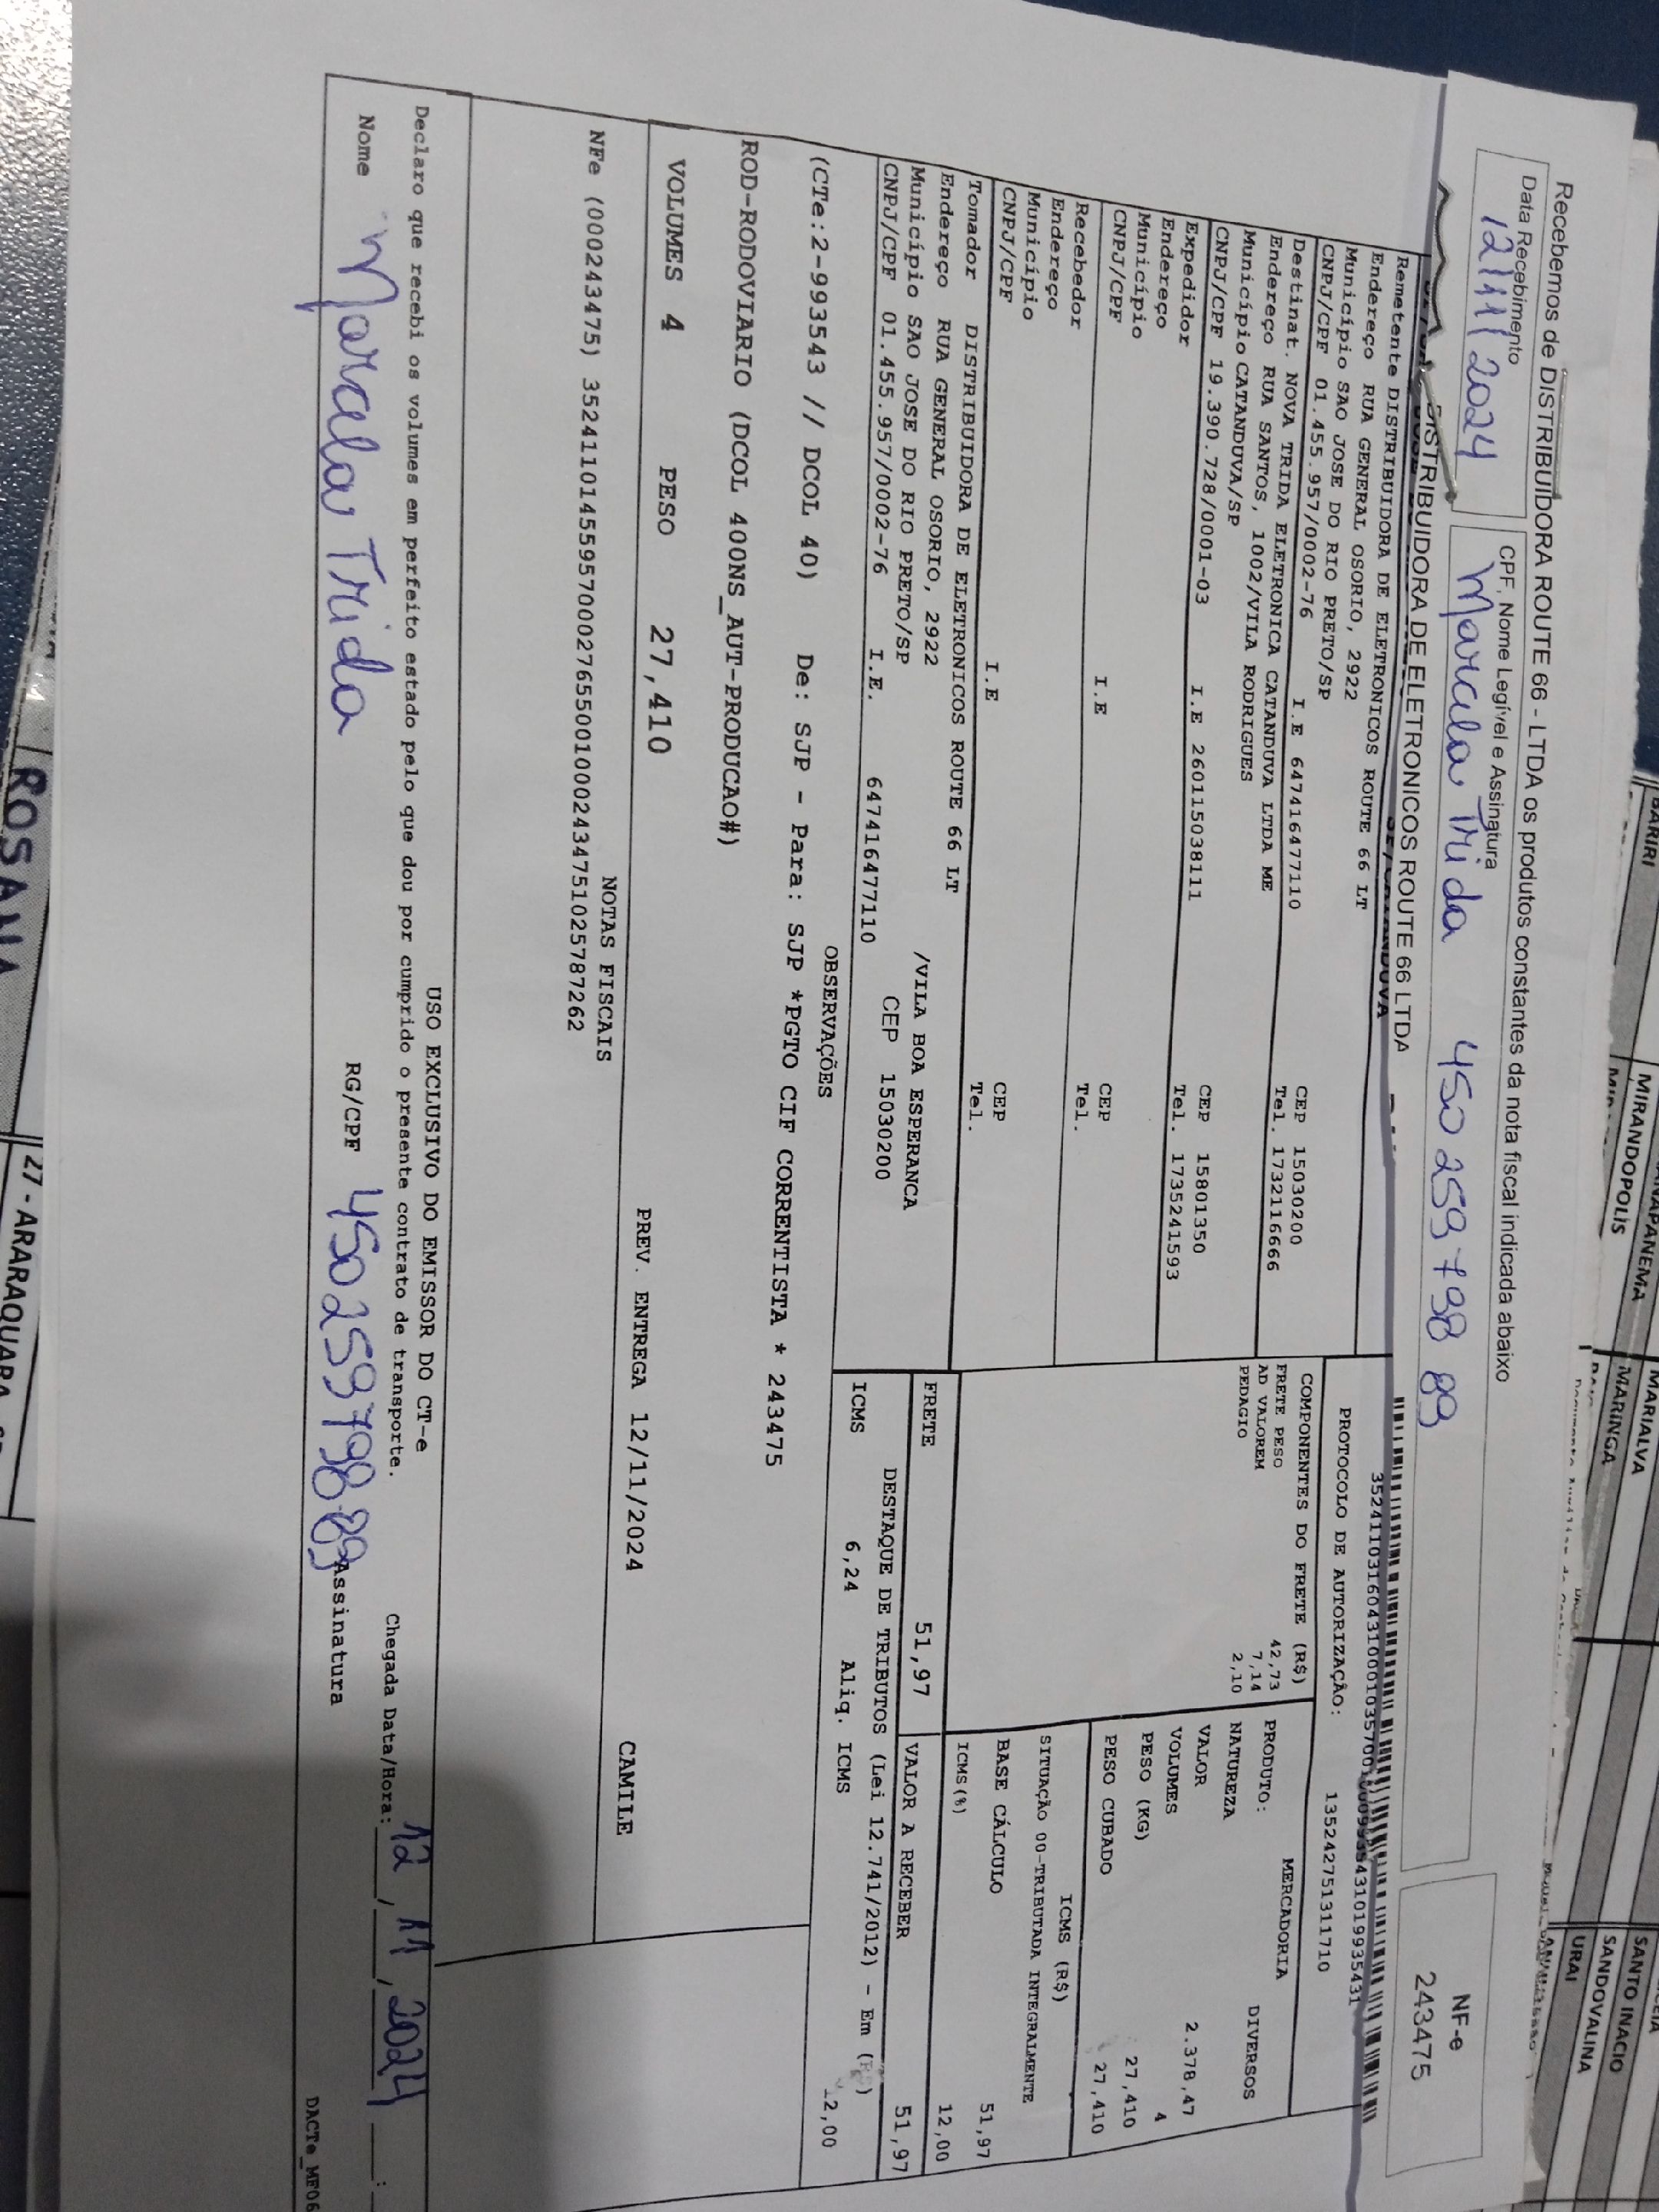 Recebemos de DISTRIBUIDORA ROUTE 66 - LTDA os produtos constantes da nota fiscal indicada abaixo
Data Recebimento
12/11/2024
CPF, Nome Legível e Assinatura
Marcela Trida 450 259 798 89
NF-e
243475
DISTRIBUIDORA DE ELETRONICOS ROUTE 66 LTDA
Remetente DISTRIBUIDORA DE ELETRONICOS ROUTE 66 LT
Endereço RUA GENERAL OSORIO, 2922
Município SAO JOSE DO RIO PRETO/SP CEP 15030200
CNPJ/CPF 01.455.957/0002-76 I.E 647416477110 Tel. 1732116666
Destinat. NOVA TRIDA ELETRONICA CATANDUVA LTDA ME
Endereço RUA SANTOS, 1002/VILA RODRIGUES
Município CATANDUVA/SP CEP 15801350
CNPJ/CPF 19.390.728/0001-03 I.E 260115038111 Tel. 1735241593
Expedidor
Endereço
Município CEP
CNPJ/CPF I.E Tel.
Recebedor
Endereço
Município CEP
CNPJ/CPF I.E Tel.
Tomador DISTRIBUIDORA DE ELETRONICOS ROUTE 66 LT
Endereço RUA GENERAL OSORIO, 2922 /VILA BOA ESPERANCA
Município SAO JOSE DO RIO PRETO/SP CEP 15030200
CNPJ/CPF 01.455.957/0002-76 I.E. 647416477110
PROTOCOLO DE AUTORIZAÇÃO: 135242751311710
COMPONENTES DO FRETE (R$)
FRETE PESO 42,73
AD VALOREM 7,14
PEDAGIO 2,10
MERCADORIA
PRODUTO: DIVERSOS
NATUREZA
VALOR 2.378,47
VOLUMES 4
PESO (KG) 27,410
PESO CUBADO 27,410
ICMS (R$)
SITUAÇÃO 00-TRIBUTADA INTEGRALMENTE
BASE CÁLCULO 51,97
ICMS(%) 12,00
FRETE 51,97 VALOR A RECEBER 51,97
DESTAQUE DE TRIBUTOS (Lei 12.741/2012) - Em
ICMS 6,24 Aliq. ICMS
OBSERVAÇÕES
(CTe:2-993543 // DCOL 40) De: SJP - Para: SJP *PGTO CIF CORRENTISTA * 243475
ROD-RODOVIARIO (DCOL 400NS_AUT-PRODUCAO#)
VOLUMES 4 PESO 27,410 PREV. ENTREGA 12/11/2024 CAMILE
NOTAS FISCAIS
NFe (000243475) 35241101455957000276550010002434751025787262
USO EXCLUSIVO DO EMISSOR DO CT-e
Declaro que recebi os volumes em perfeito estado pelo que dou por cumprido o presente contrato de transporte.
Chegada Data/Hora: 12, 11, 2024
Nome Marcela Trida RG/CPF 45025979889 Assinatura
DACTe_MF06
BARIRI
MIRANDOPOLIS
MARIALVA
MARINGA
SANTO INACIO
SANDOVALINA
URAI
27 - ARARAQUARA